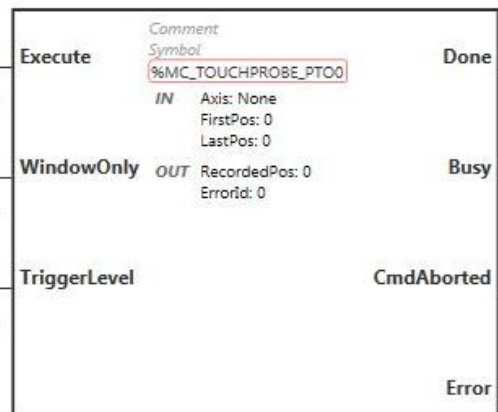 Comment
Execute Symbol Done
%MC_TOUCHPROBE_PTO0
IN Axis: None
FirstPos: 0
LastPos: 0
WindowOnly OUT RecordedPos: 0 Busy
ErrorId: 0
TriggerLevel CmdAborted
Error